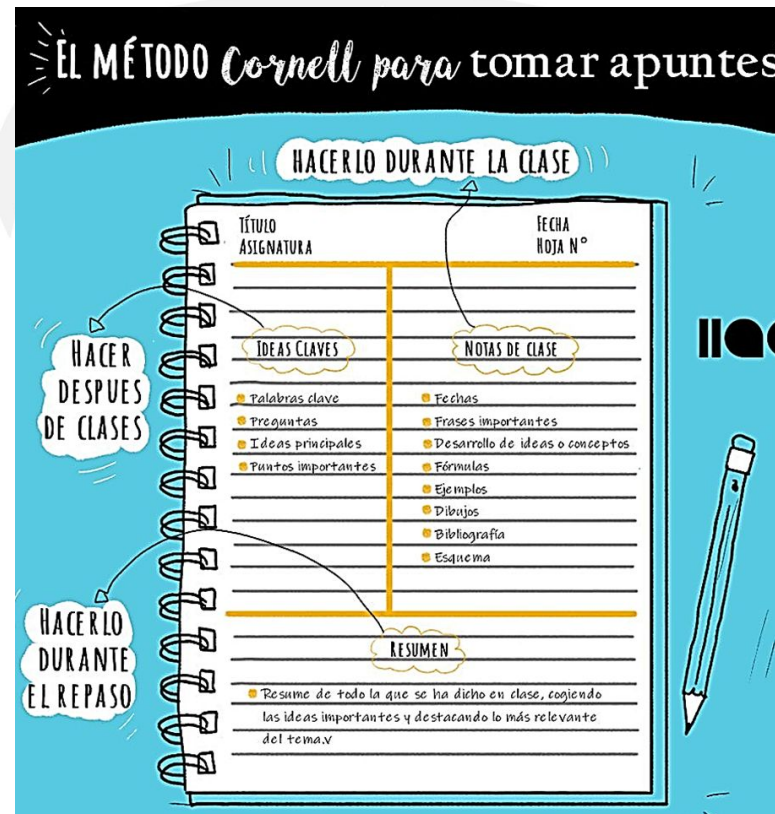 ÈL MÉTODO Cornell para tomar apuntes
HACERLO DURANTE LA CLASE
TÍTULO
ASIGNATURA
FECHA
HOJA Nº
HACER
DESPUES
DE CLASES
IDEAS CLAVES
Palabras clave
Preguntas
Ideas principales
Puntos importantes
NOTAS DE CLASE
Fechas
Frases importantes
Desarrollo de ideas o conceptos
Fórmulas
Ejemplos
Dibujos
Bibliografía
Esquema
HACERLO
DURANTE
EL REPASO
RESUMEN
Resume de todo la que se ha dicho en clase, cogiendo
las ideas importantes y destacando lo más relevante
del tema.v